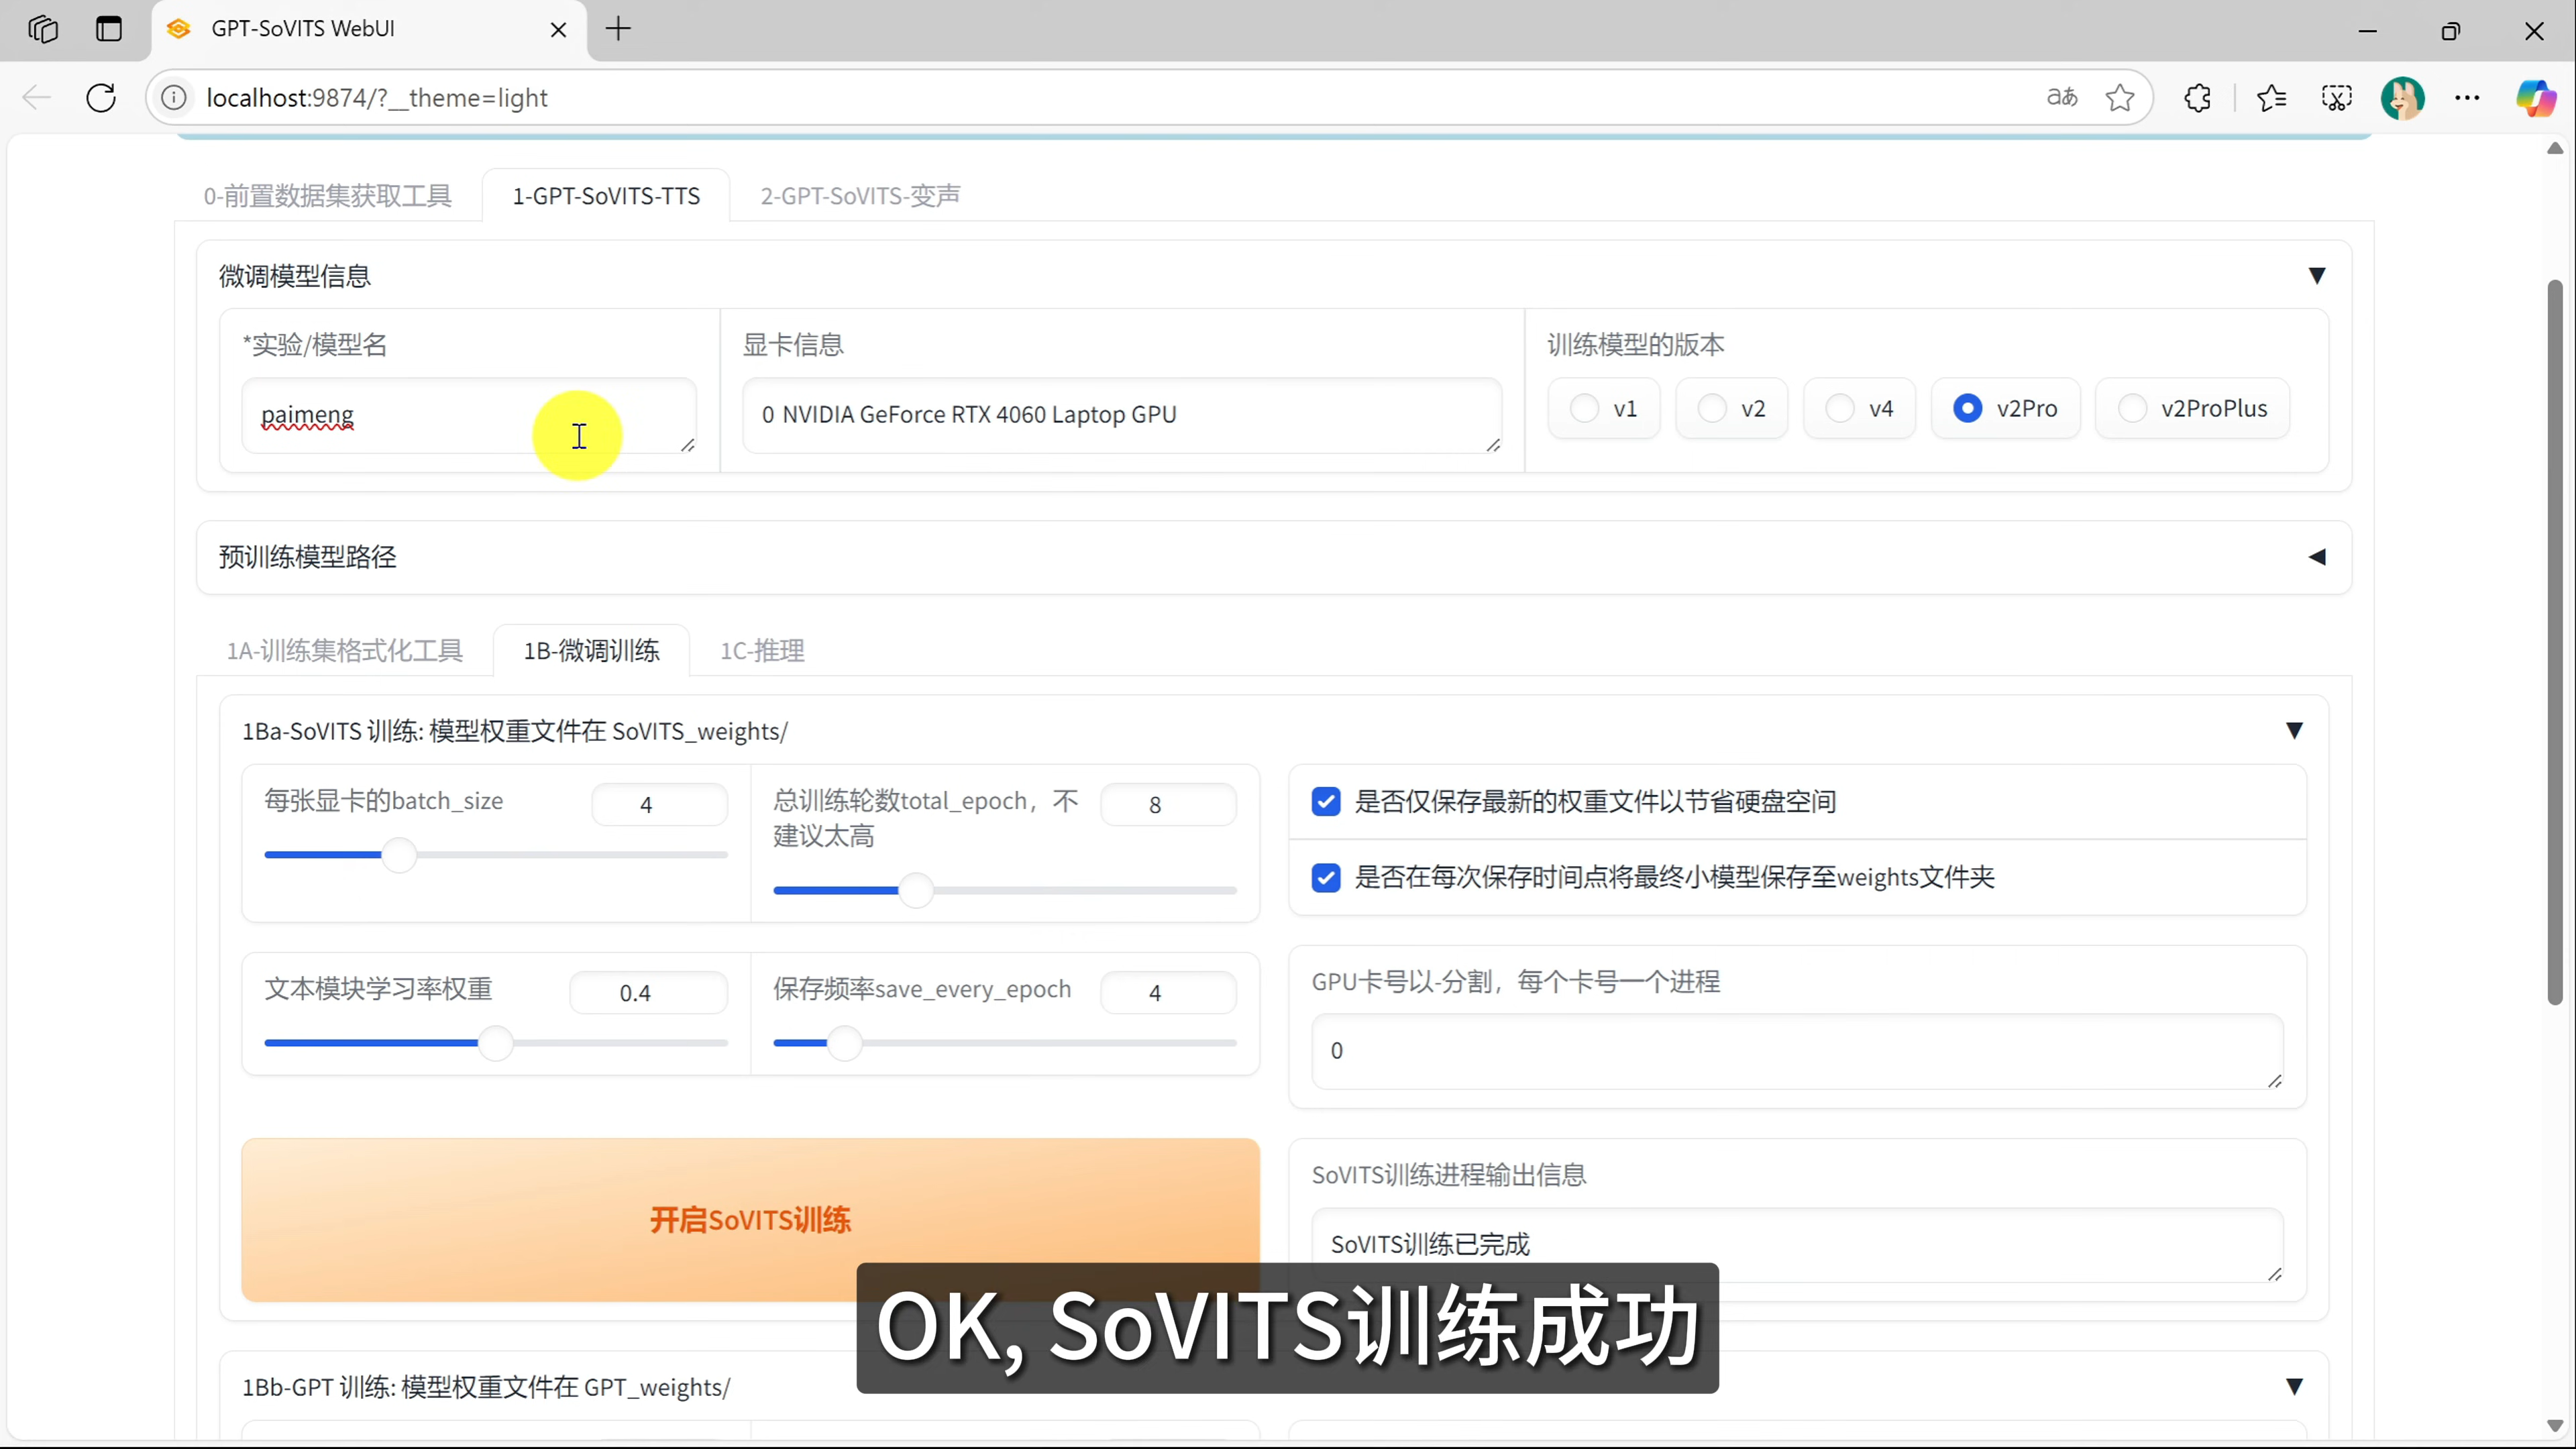 GPT-SoVITS WebUI
localhost:9874/?__theme=light
aあ
0-前置数据集获取工具
1-GPT-SoVITS-TTS
2-GPT-SoVITS-变声
微调模型信息
*实验/模型名
显卡信息
训练模型的版本
paimeng
0 NVIDIA GeForce RTX 4060 Laptop GPU
v1
v2
v4
v2Pro
v2ProPlus
预训练模型路径
1A-训练集格式化工具
1B-微调训练
1C-推理
1Ba-SoVITS 训练: 模型权重文件在 SoVITS_weights/
每张显卡的batch_size
4
总训练轮数total_epoch，不
建议太高
8
是否仅保存最新的权重文件以节省硬盘空间
是否在每次保存时间点将最终小模型保存至weights文件夹
文本模块学习率权重
0.4
保存频率save_every_epoch
4
GPU卡号以-分割，每个卡号一个进程
0
开启SoVITS训练
SoVITS训练进程输出信息
SoVITS训练已完成
OK, SoVITS训练成功
1Bb-GPT 训练: 模型权重文件在 GPT_weights/